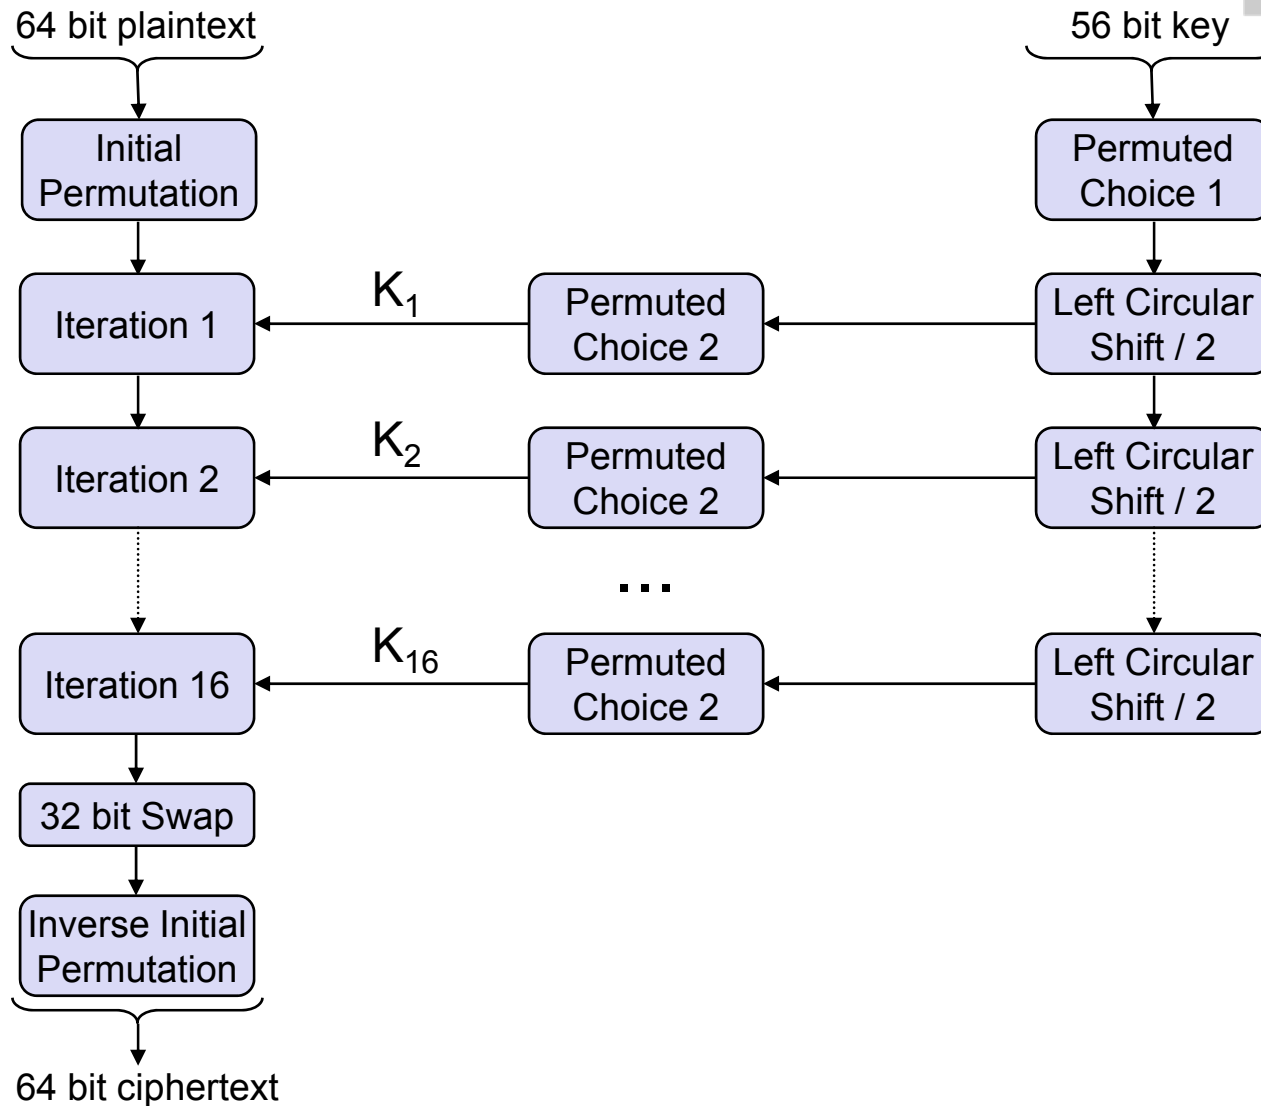 64 bit plaintext
56 bit key
Initial
Permutation
Permuted
Choice 1
Iteration 1
K₁
Permuted
Choice 2
Left Circular
Shift / 2
Iteration 2
K₂
Permuted
Choice 2
Left Circular
Shift / 2
...
Iteration 16
K₁₆
Permuted
Choice 2
Left Circular
Shift / 2
32 bit Swap
Inverse Initial
Permutation
64 bit ciphertext